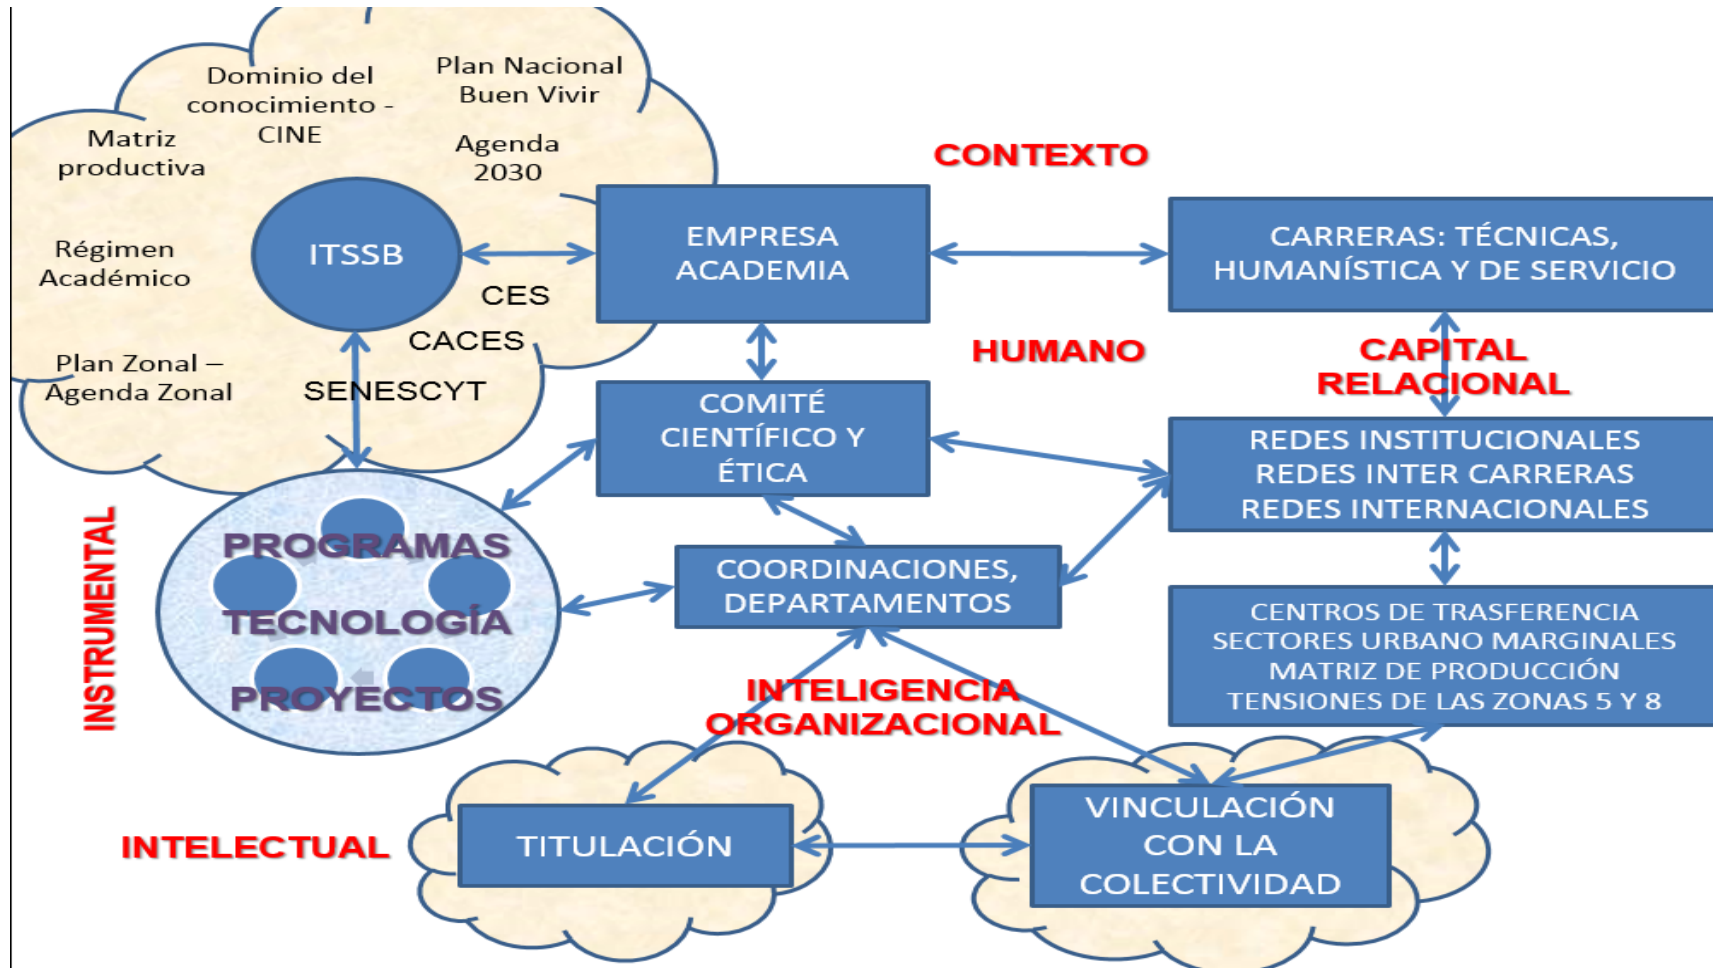 Dominio del
conocimiento -
CINE
Plan Nacional
Buen Vivir
Agenda
2030
Matriz
productiva
Régimen
Académico
Plan Zonal –
Agenda Zonal
ITSSB
CES
CACES
SENESCYT
EMPRESA
ACADEMIA
CONTEXTO
CARRERAS: TÉCNICAS,
HUMANÍSTICA Y DE SERVICIO
HUMANO
CAPITAL
RELACIONAL
COMITÉ
CIENTÍFICO Y
ÉTICA
REDES INSTITUCIONALES
REDES INTER CARRERAS
REDES INTERNACIONALES
INSTRUMENTAL
PROGRAMAS
TECNOLOGÍA
PROYECTOS
COORDINACIONES,
DEPARTAMENTOS
CENTROS DE TRASFERENCIA
SECTORES URBANO MARGINALES
MATRIZ DE PRODUCCIÓN
TENSIONES DE LAS ZONAS 5 Y 8
INTELIGENCIA
ORGANIZACIONAL
INTELECTUAL
TITULACIÓN
VINCULACIÓN
CON LA
COLECTIVIDAD